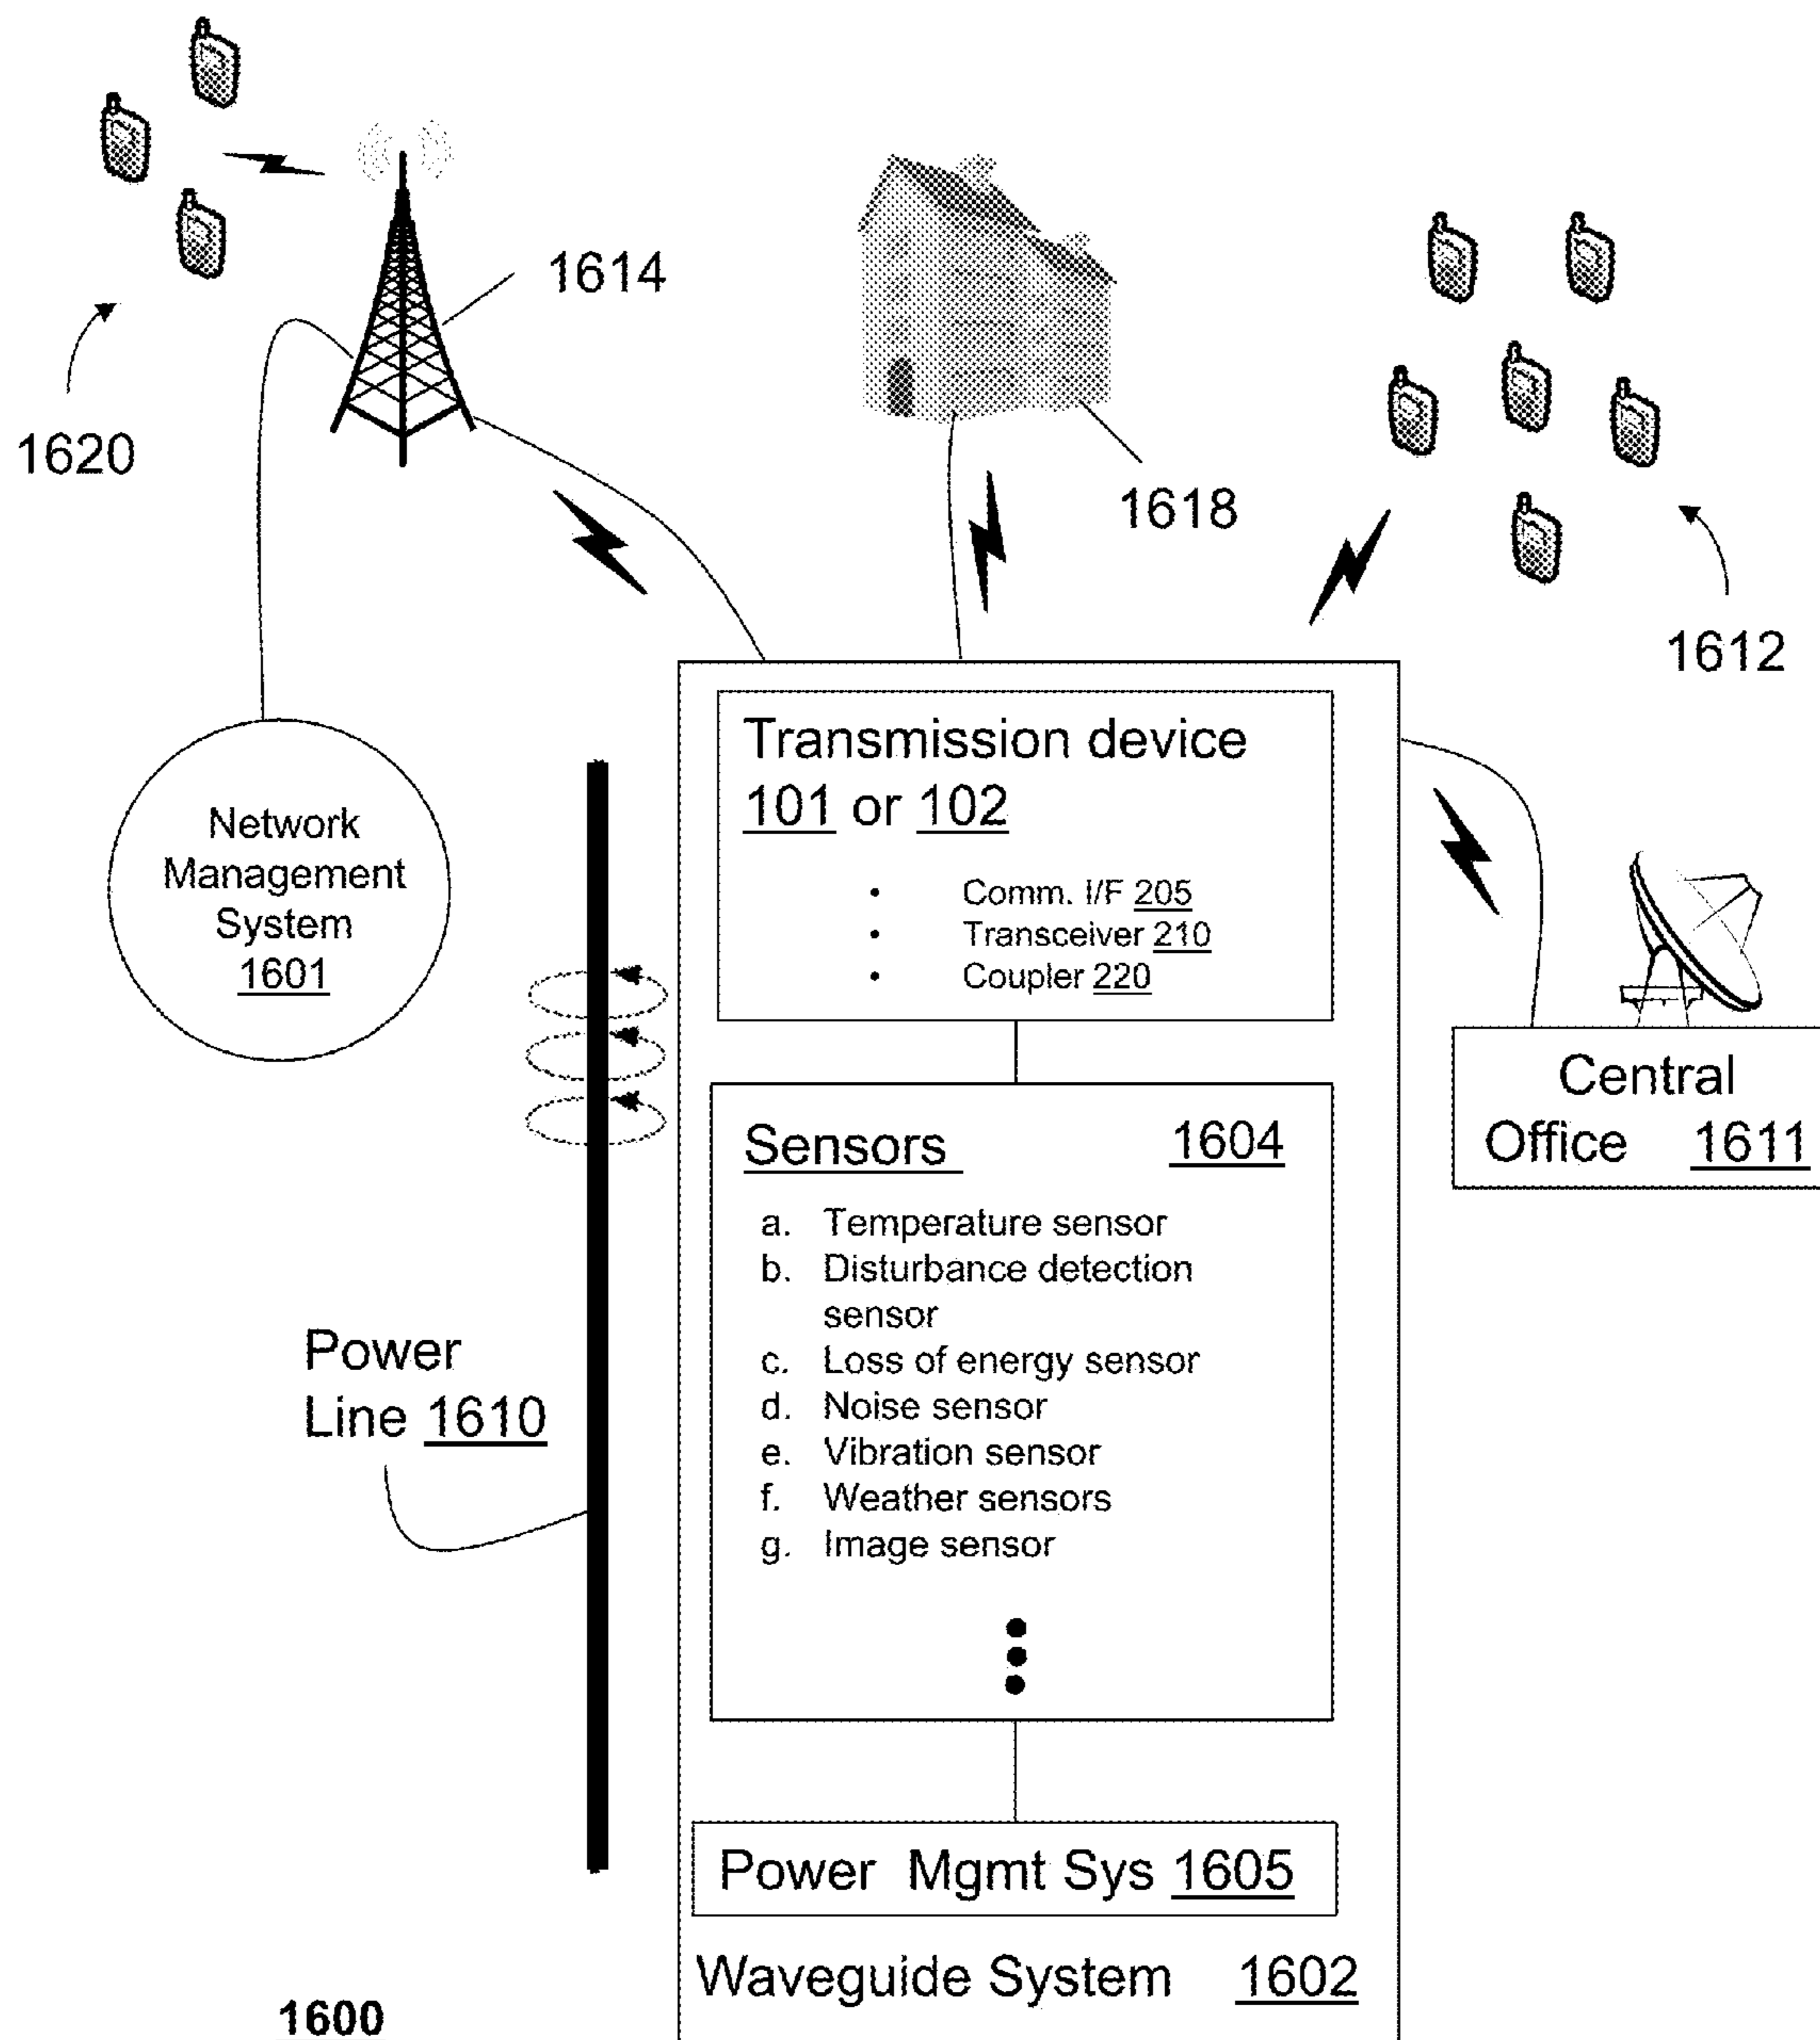 1614
1620
1618
1612
Transmission device
101 or 102
• Comm. I/F 205
• Transceiver 210
• Coupler 220
Network
Management
System
1601
Central
Office 1611
Sensors 1604
a. Temperature sensor
b. Disturbance detection
sensor
c. Loss of energy sensor
d. Noise sensor
e. Vibration sensor
f. Weather sensors
g. Image sensor
Power
Line 1610
Power Mgmt Sys 1605
Waveguide System 1602
1600